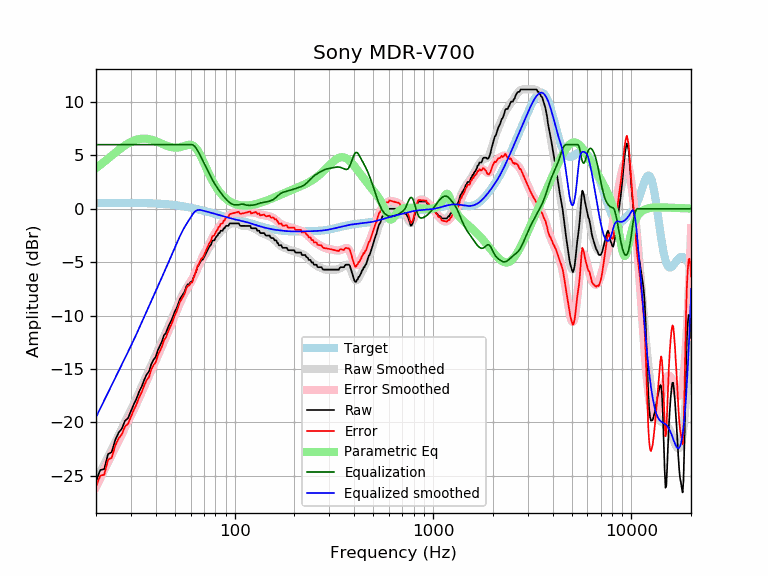 Sony MDR-V700
10
5
0
−5
−10
−15
−20
−25
Amplitude (dBr)
Target
Raw Smoothed
Error Smoothed
Raw
Error
Parametric Eq
Equalization
Equalized smoothed
100
1000
10000
Frequency (Hz)